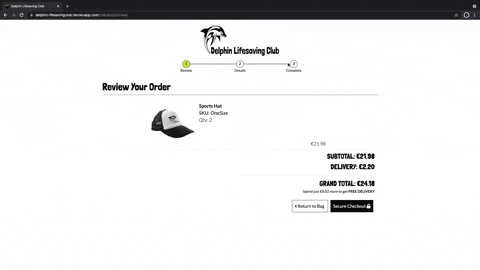 Delphin Lifesaving Club
delphin-lifesavingclub.herokuapp.com/checkout/review/
Delphin Lifesaving Club
1
2
3
Review
Details
Complete
Review Your Order
Sports Hat
SKU: OneSize
Qty: 2
€21.98
SUBTOTAL: €21.98
DELIVERY: €2.20
GRAND TOTAL: €24.18
Spend just €8.02 more to get FREE DELIVERY
Return to Bag
Secure Checkout